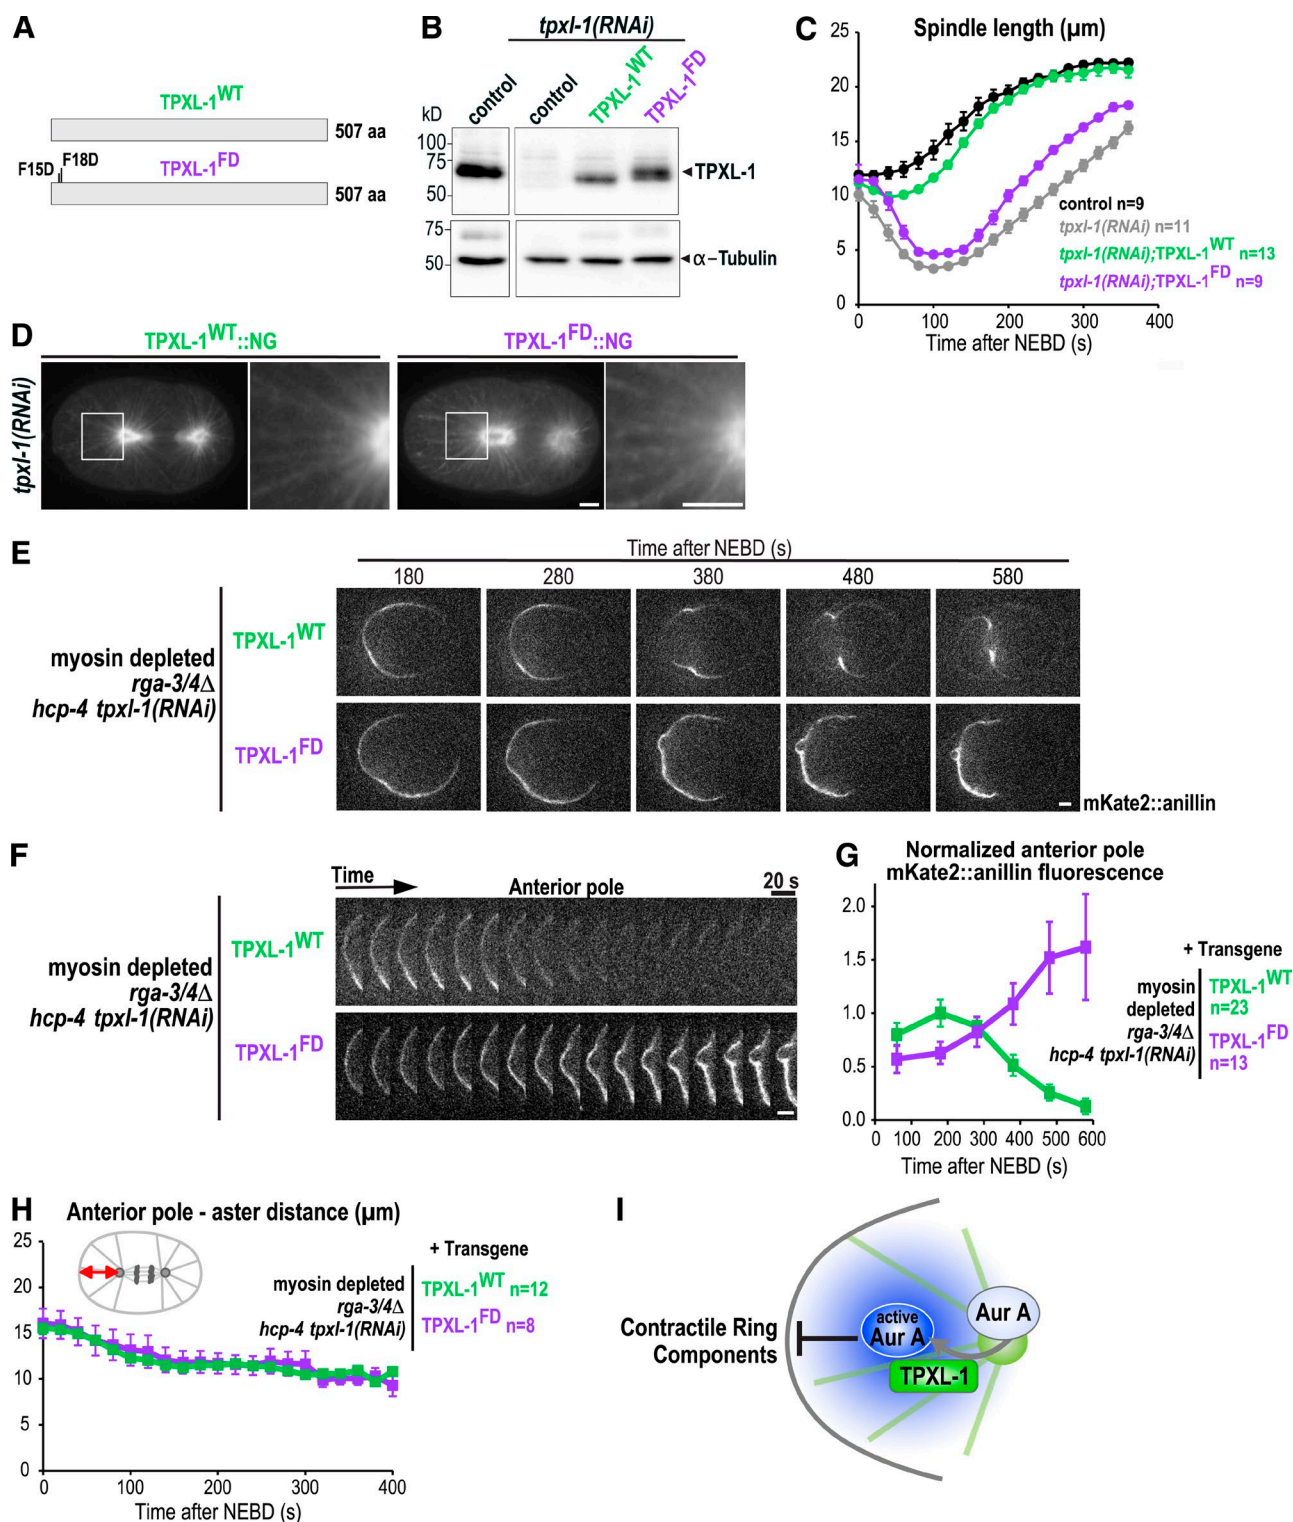 A
TPXL-1WT
507 aa
F15D
F18D
TPXL-1FD
507 aa
B
tpxl-1(RNAi)
control
control
TPXL-1WT
TPXL-1FD
kD
100
75
50
TPXL-1
75
50
α-Tubulin
C
Spindle length (µm)
25
20
15
10
5
0
0
100
200
300
400
Time after NEBD (s)
control n=9
tpxl-1(RNAi) n=11
tpxl-1(RNAi);TPXL-1WT n=13
tpxl-1(RNAi);TPXL-1FD n=9
D
TPXL-1WT::NG
TPXL-1FD::NG
tpxl-1(RNAi)
E
Time after NEBD (s)
180
280
380
480
580
myosin depleted
rga-3/4Δ
hcp-4 tpxl-1(RNAi)
TPXL-1WT
TPXL-1FD
mKate2::anillin
F
Time
Anterior pole
20 s
myosin depleted
rga-3/4Δ
hcp-4 tpxl-1(RNAi)
TPXL-1WT
TPXL-1FD
G
Normalized anterior pole
mKate2::anillin fluorescence
2.0
1.5
1.0
0.5
0.0
0
100
200
300
400
500
600
Time after NEBD (s)
+ Transgene
myosin
depleted
rga-3/4Δ
hcp-4 tpxl-1(RNAi)
TPXL-1WT
n=23
TPXL-1FD
n=13
H
Anterior pole - aster distance (µm)
25
20
15
10
5
0
0
100
200
300
400
Time after NEBD (s)
+ Transgene
myosin depleted
rga-3/4Δ
hcp-4 tpxl-1(RNAi)
TPXL-1WT n=12
TPXL-1FD n=8
I
Contractile Ring
Components
active
Aur A
Aur A
TPXL-1